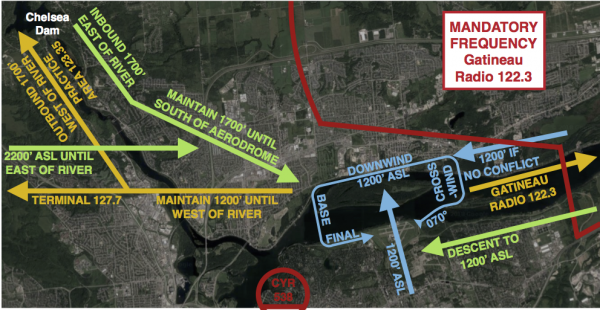 Chelsea
Dam
MANDATORY
FREQUENCY
Gatineau
Radio 122.3
INBOUND 1700'
EAST OF RIVER
OUTBOUND 1700'
WEST OF RIVER
PRACTICE
AREA 123.35
MAINTAIN 1700' UNTIL
SOUTH OF AERODROME
2200' ASL UNTIL
EAST OF RIVER
TERMINAL 127.7
MAINTAIN 1200' UNTIL
WEST OF RIVER
DOWNWIND
1200' ASL
CROSS
-WIND
1200' IF
NO CONFLICT
BASE
FINAL
070°
GATINEAU
RADIO 122.3
1200' ASL
DESCENT TO
1200' ASL
CYR